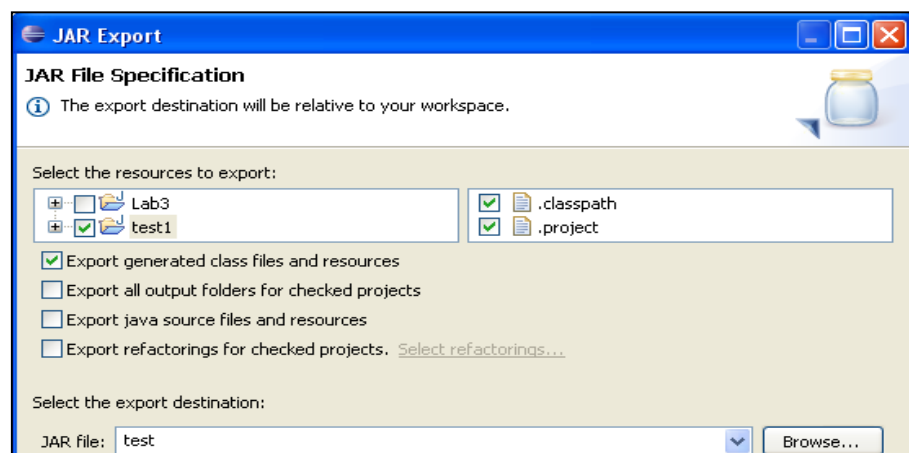 JAR Export
JAR File Specification
The export destination will be relative to your workspace.
Select the resources to export:
Lab3
test1
.classpath
.project
Export generated class files and resources
Export all output folders for checked projects
Export java source files and resources
Export refactorings for checked projects. Select refactorings...
Select the export destination:
JAR file: test Browse...